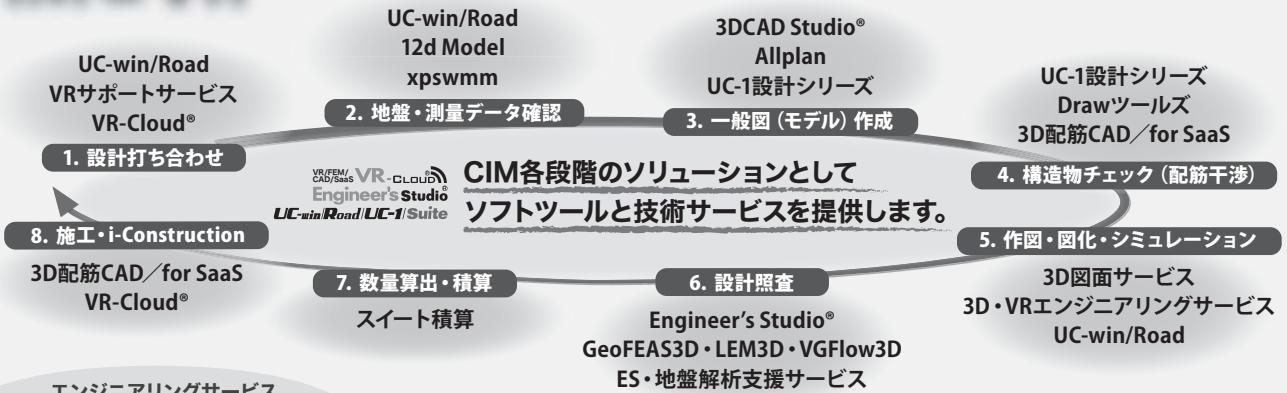 UC-win/Road
VRサポートサービス
VR-Cloud®
1. 設計打ち合わせ
UC-win/Road
12d Model
xpswmm
2. 地盤・測量データ確認
3DCAD Studio®
Allplan
UC-1設計シリーズ
3. 一般図(モデル)作成
UC-1設計シリーズ
Drawツールズ
3D配筋CAD/for SaaS
4. 構造物チェック(配筋干渉)
VR/FEM/CAD/SaaS VR-CLOUD
Engineer's Studio®
UC-win/Road/UC-1/Suite
CIM各段階のソリューションとして
ソフトツールと技術サービスを提供します。
5. 作図・図化・シミュレーション
3D図面サービス
3D・VRエンジニアリングサービス
UC-win/Road
6. 設計照査
Engineer's Studio®
GeoFEAS3D・LEM3D・VGFlow3D
ES・地盤解析支援サービス
7. 数量算出・積算
スイート積算
8. 施工・i-Construction
3D配筋CAD/for SaaS
VR-Cloud®
エンジニアリングサービス